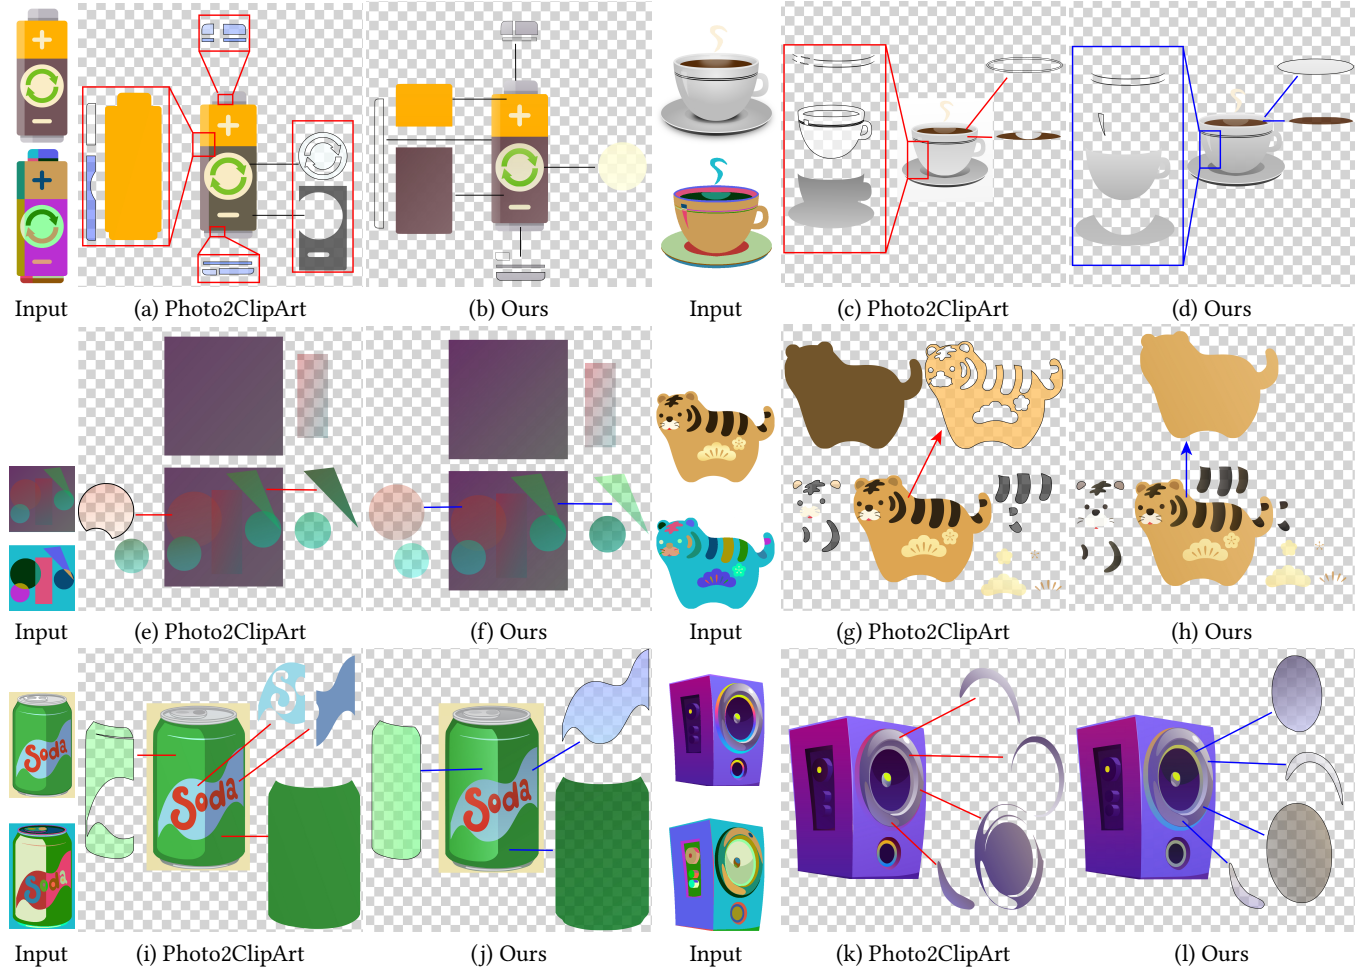 Input
(a) Photo2ClipArt
(b) Ours
Input
(c) Photo2ClipArt
(d) Ours
Input
(e) Photo2ClipArt
(f) Ours
Input
(g) Photo2ClipArt
(h) Ours
Soda
Soda
Soda
Soda
S
Input
(i) Photo2ClipArt
(j) Ours
Input
(k) Photo2ClipArt
(l) Ours